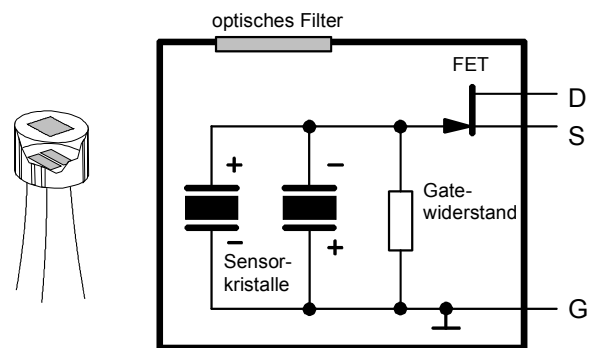 optisches Filter
FET
D
S
+
−
Gate-
widerstand
−
+
Sensor-
kristalle
G